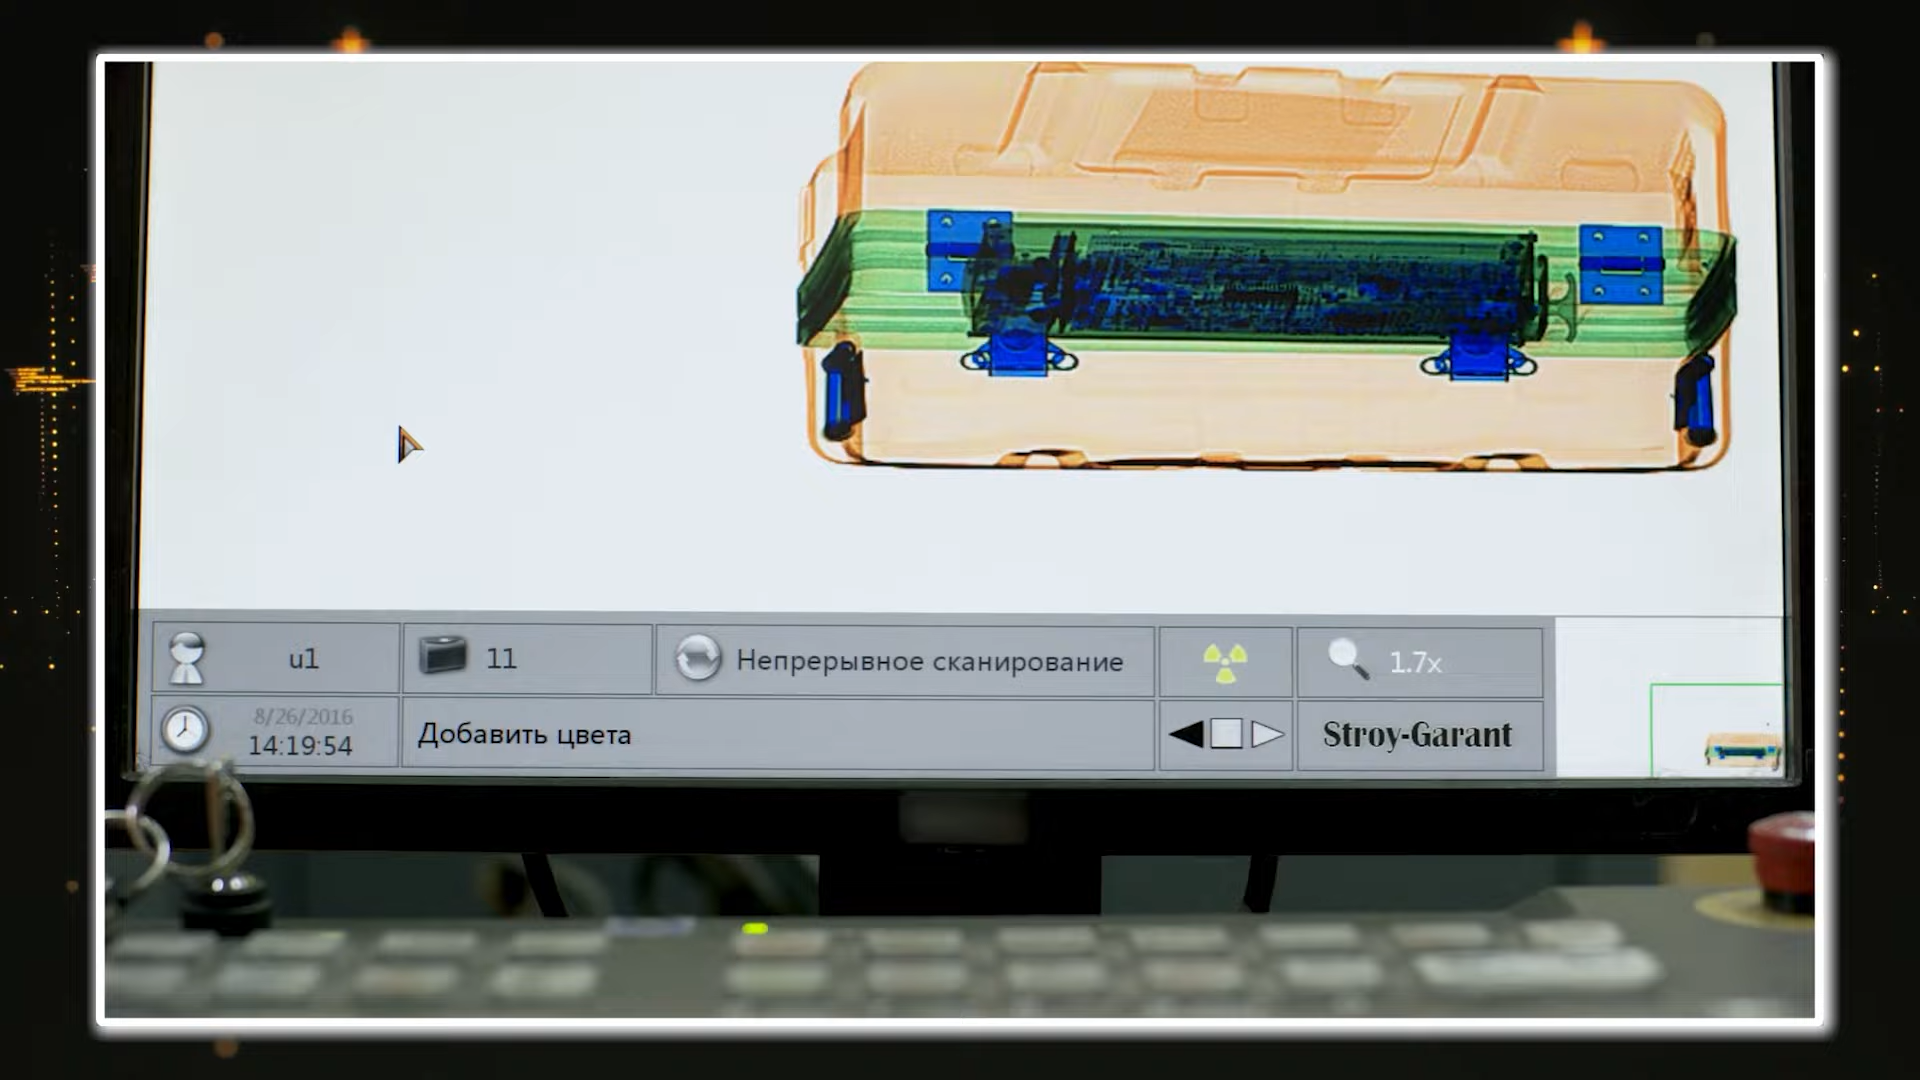 u1
11
Непрерывное сканирование
1.7x
8/26/2016
14:19:54
Добавить цвета
Stroy-Garant